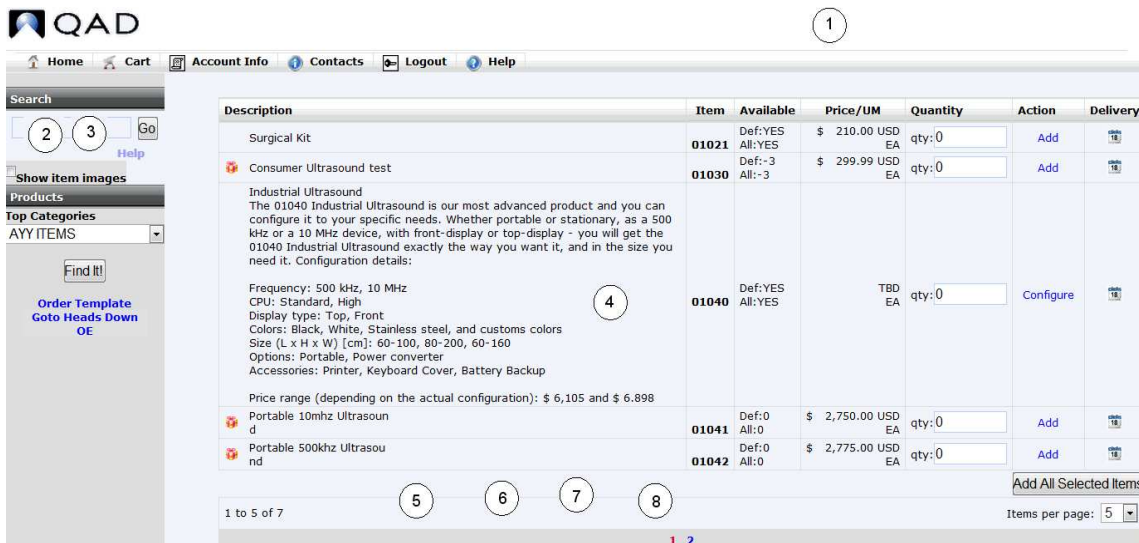 QAD
1
Home Cart Account Info Contacts Logout Help
Search
2 3 Go
Help
Show item images
Products
Top Categories
AYY ITEMS
Find It!
Order Template
Goto Heads Down
OE
Description Item Available Price/UM Quantity Action Delivery
Surgical Kit 01021 Def:YES All:YES $ 210.00 USD EA qty:0 Add 18
Consumer Ultrasound test 01030 Def:-3 All:-3 $ 299.99 USD EA qty:0 Add 18
Industrial Ultrasound
The 01040 Industrial Ultrasound is our most advanced product and you can
configure it to your specific needs. Whether portable or stationary, as a 500
kHz or a 10 MHz device, with front-display or top-display - you will get the
01040 Industrial Ultrasound exactly the way you want it, and in the size you
need it. Configuration details:
Frequency: 500 kHz, 10 MHz
CPU: Standard, High
Display type: Top, Front
Colors: Black, White, Stainless steel, and customs colors
Size (L x H x W) [cm]: 60-100, 80-200, 60-160
Options: Portable, Power converter
Accessories: Printer, Keyboard Cover, Battery Backup
Price range (depending on the actual configuration): $ 6,105 and $ 6.898
4
01040 Def:YES All:YES TBD EA qty:0 Configure 18
Portable 10mhz Ultrasoun
d 01041 Def:0 All:0 $ 2,750.00 USD EA qty:0 Add 18
Portable 500khz Ultrasou
nd 01042 Def:0 All:0 $ 2,775.00 USD EA qty:0 Add 18
Add All Selected Items
5 6 7 8
1 to 5 of 7 Items per page: 5
1 2